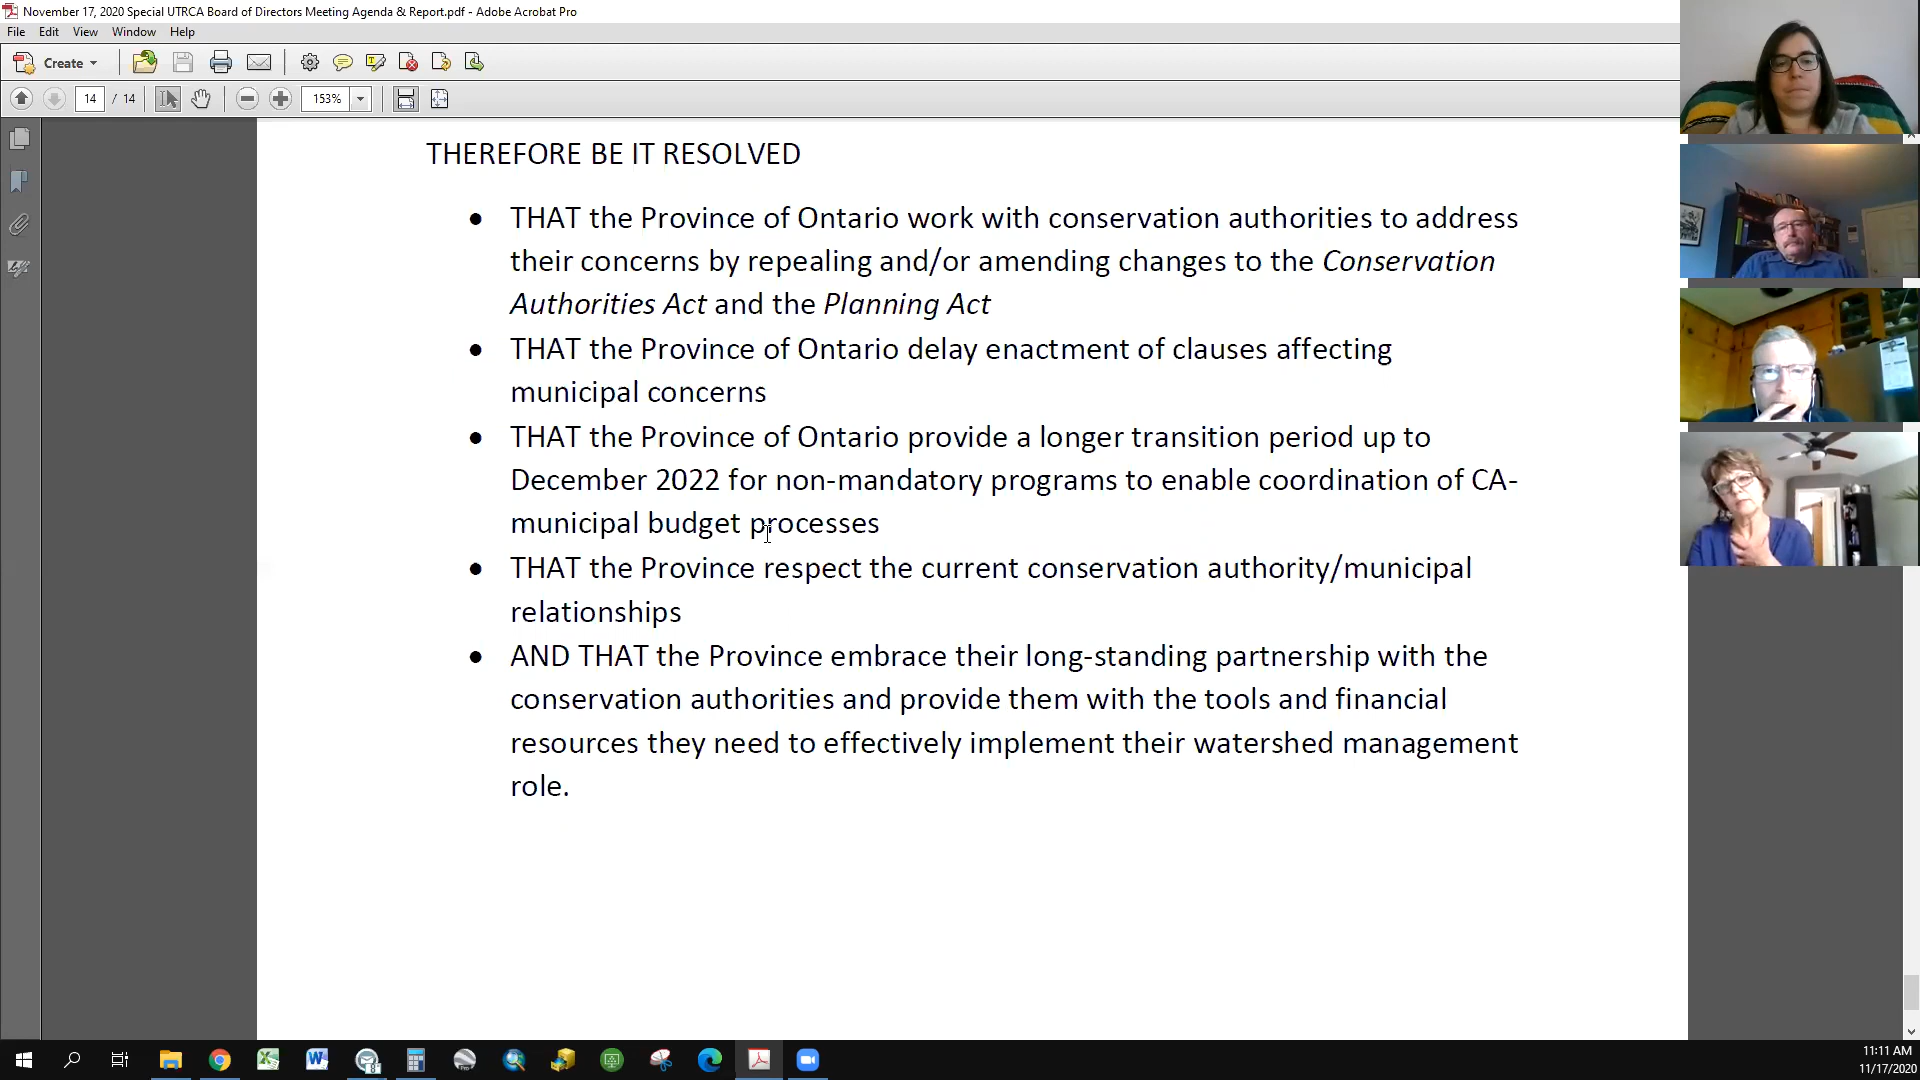 November 17, 2020 Special UTRCA Board of Directors Meeting Agenda & Report.pdf - Adobe Acrobat Pro
File Edit View Window Help
Create
14 / 14 153%
THEREFORE BE IT RESOLVED
• THAT the Province of Ontario work with conservation authorities to address
their concerns by repealing and/or amending changes to the Conservation
Authorities Act and the Planning Act
• THAT the Province of Ontario delay enactment of clauses affecting
municipal concerns
• THAT the Province of Ontario provide a longer transition period up to
December 2022 for non-mandatory programs to enable coordination of CA-
municipal budget processes
• THAT the Province respect the current conservation authority/municipal
relationships
• AND THAT the Province embrace their long-standing partnership with the
conservation authorities and provide them with the tools and financial
resources they need to effectively implement their watershed management
role.
11:11 AM
11/17/2020